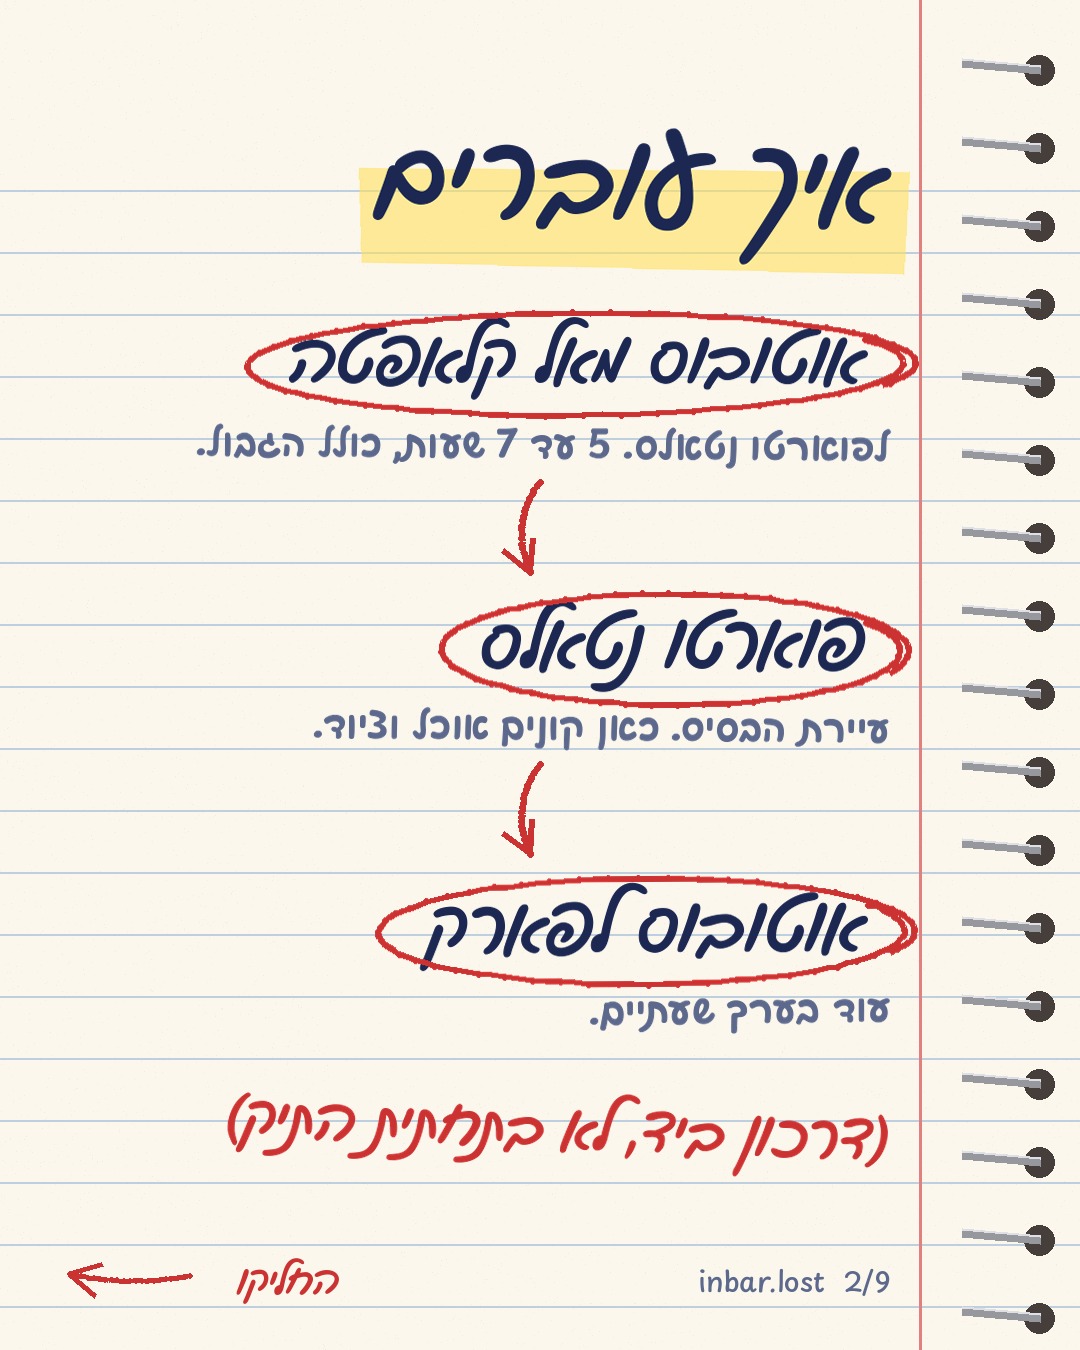 איך עוברים
אוטובוס מאל קלאפטה
לפוארטו נטאלס. 5 עד 7 שעות, כולל הגבול.
פוארטו נטאלס
עיירת הבסיס. כאן קונים אוכל וציוד.
אוטובוס לפארק
עוד בערך שעתיים.
(דרכון ביד, לא בתחתית התיק)
inbar.lost 2/9
החליקו